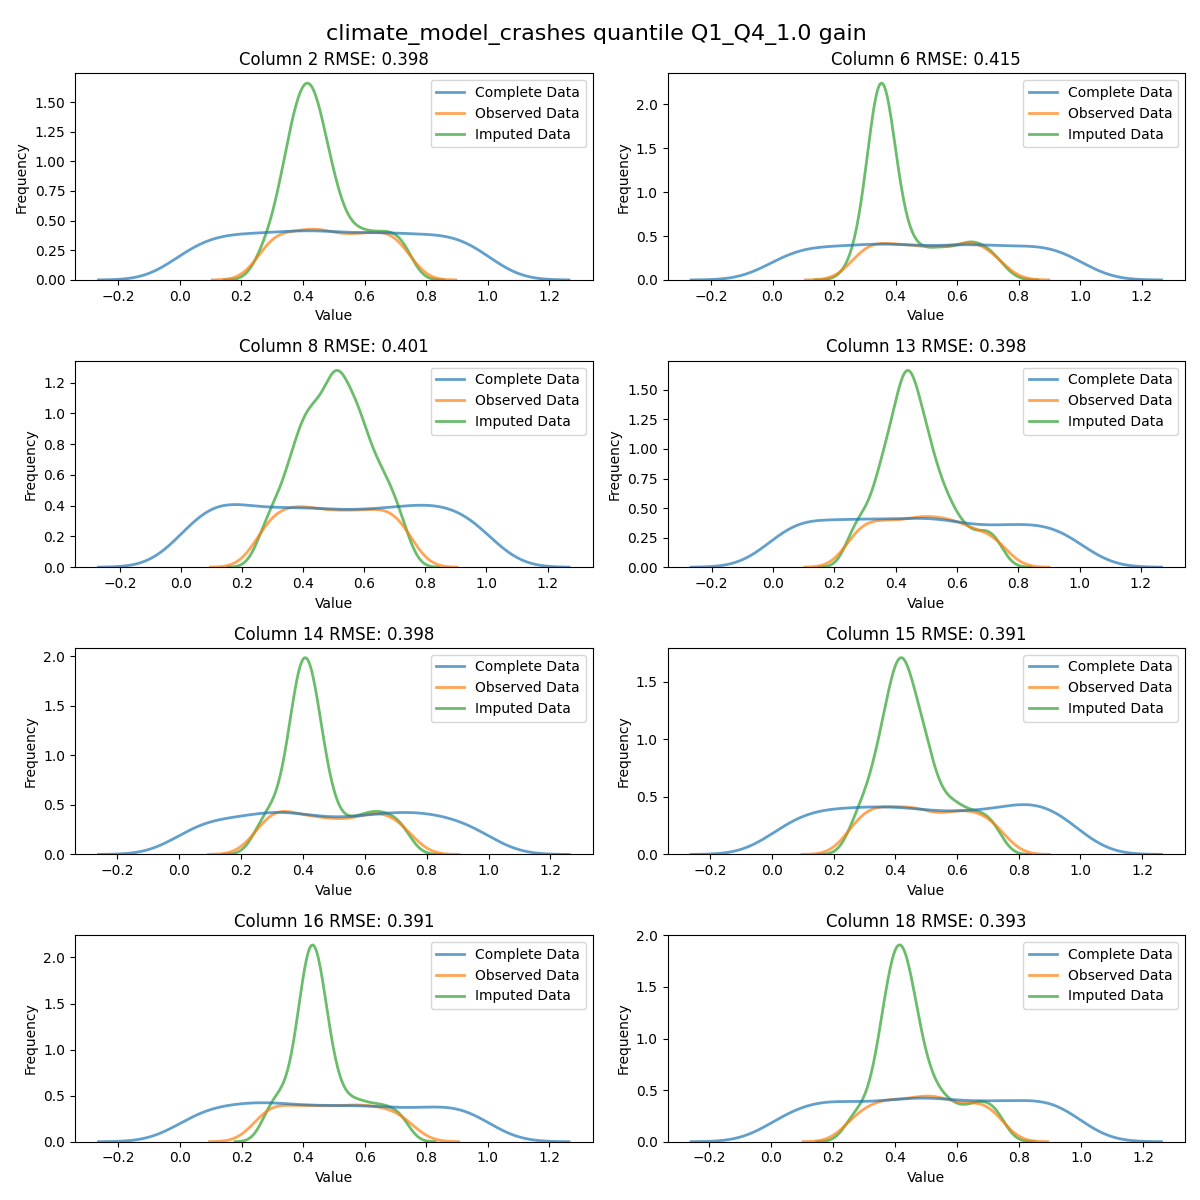 climate_model_crashes quantile Q1_Q4_1.0 gain
Column 2 RMSE: 0.398
Complete Data
Observed Data
Imputed Data
Frequency
1.50
1.25
1.00
0.75
0.50
0.25
0.00
−0.2 0.0 0.2 0.4 0.6 0.8 1.0 1.2
Value
Column 6 RMSE: 0.415
Complete Data
Observed Data
Imputed Data
Frequency
2.0
1.5
1.0
0.5
0.0
−0.2 0.0 0.2 0.4 0.6 0.8 1.0 1.2
Value
Column 8 RMSE: 0.401
Complete Data
Observed Data
Imputed Data
Frequency
1.2
1.0
0.8
0.6
0.4
0.2
0.0
−0.2 0.0 0.2 0.4 0.6 0.8 1.0 1.2
Value
Column 13 RMSE: 0.398
Complete Data
Observed Data
Imputed Data
Frequency
1.50
1.25
1.00
0.75
0.50
0.25
0.00
−0.2 0.0 0.2 0.4 0.6 0.8 1.0 1.2
Value
Column 14 RMSE: 0.398
Complete Data
Observed Data
Imputed Data
Frequency
2.0
1.5
1.0
0.5
0.0
−0.2 0.0 0.2 0.4 0.6 0.8 1.0 1.2
Value
Column 15 RMSE: 0.391
Complete Data
Observed Data
Imputed Data
Frequency
1.5
1.0
0.5
0.0
−0.2 0.0 0.2 0.4 0.6 0.8 1.0 1.2
Value
Column 16 RMSE: 0.391
Complete Data
Observed Data
Imputed Data
Frequency
2.0
1.5
1.0
0.5
0.0
−0.2 0.0 0.2 0.4 0.6 0.8 1.0 1.2
Value
Column 18 RMSE: 0.393
Complete Data
Observed Data
Imputed Data
Frequency
2.0
1.5
1.0
0.5
0.0
−0.2 0.0 0.2 0.4 0.6 0.8 1.0 1.2
Value